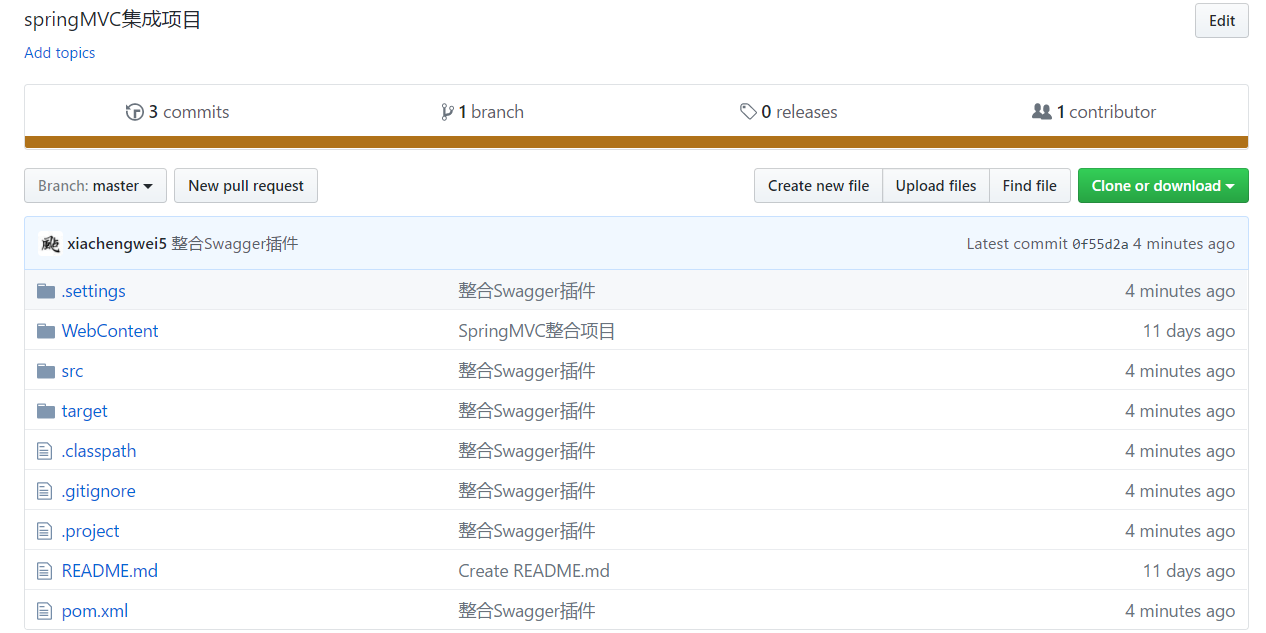 springMVC集成项目 Edit
Add topics
3 commits 1 branch 0 releases 1 contributor
Branch: master New pull request Create new file Upload files Find file Clone or download
xiachengwei5 整合Swagger插件 Latest commit 0f55d2a 4 minutes ago
.settings 整合Swagger插件 4 minutes ago
WebContent SpringMVC整合项目 11 days ago
src 整合Swagger插件 4 minutes ago
target 整合Swagger插件 4 minutes ago
.classpath 整合Swagger插件 4 minutes ago
.gitignore 整合Swagger插件 4 minutes ago
.project 整合Swagger插件 4 minutes ago
README.md Create README.md 11 days ago
pom.xml 整合Swagger插件 4 minutes ago